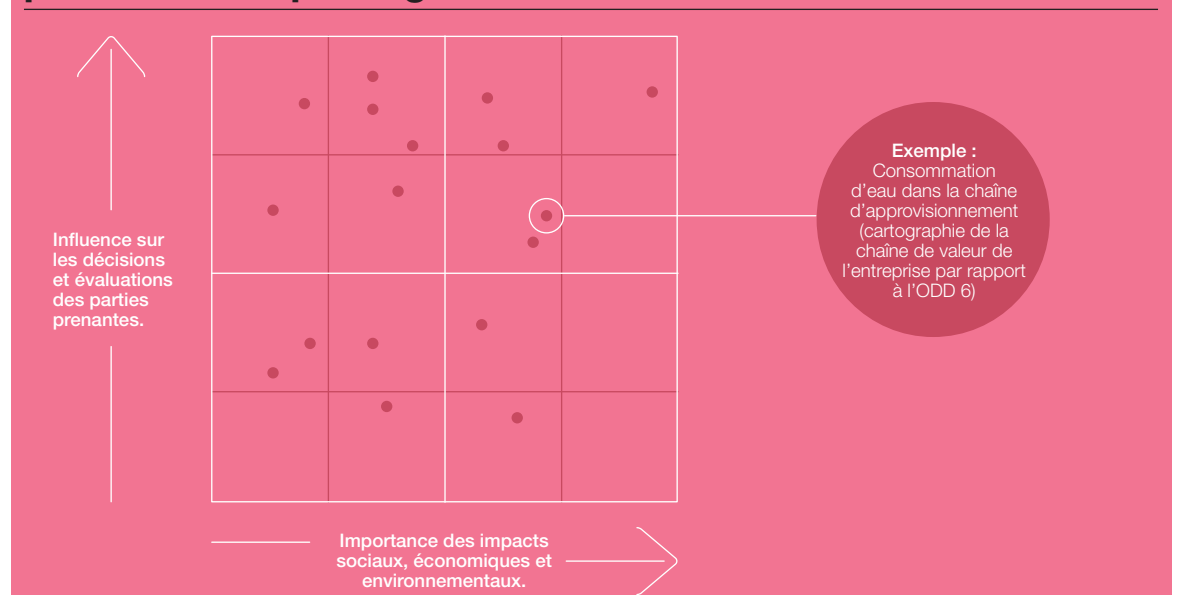 Exemple :
Consommation
d'eau dans la chaîne
d'approvisionnement
(cartographie de la
chaîne de valeur de
l'entreprise par rapport
à l'ODD 6)
Influence sur
les décisions
et évaluations
des parties
prenantes.
Importance des impacts
sociaux, économiques et
environnementaux.